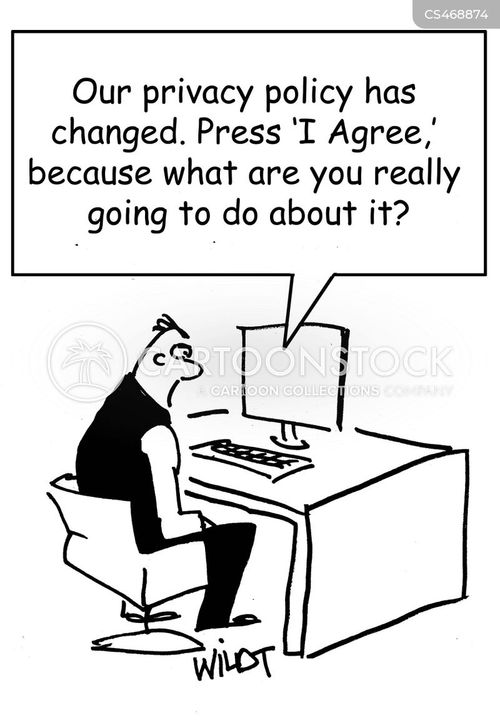 CS468874
Our privacy policy has
changed. Press 'I Agree,'
because what are you really
going to do about it?
CARTOONSTOCK
A CARTOON COLLECTIONS COMPANY
WILDT